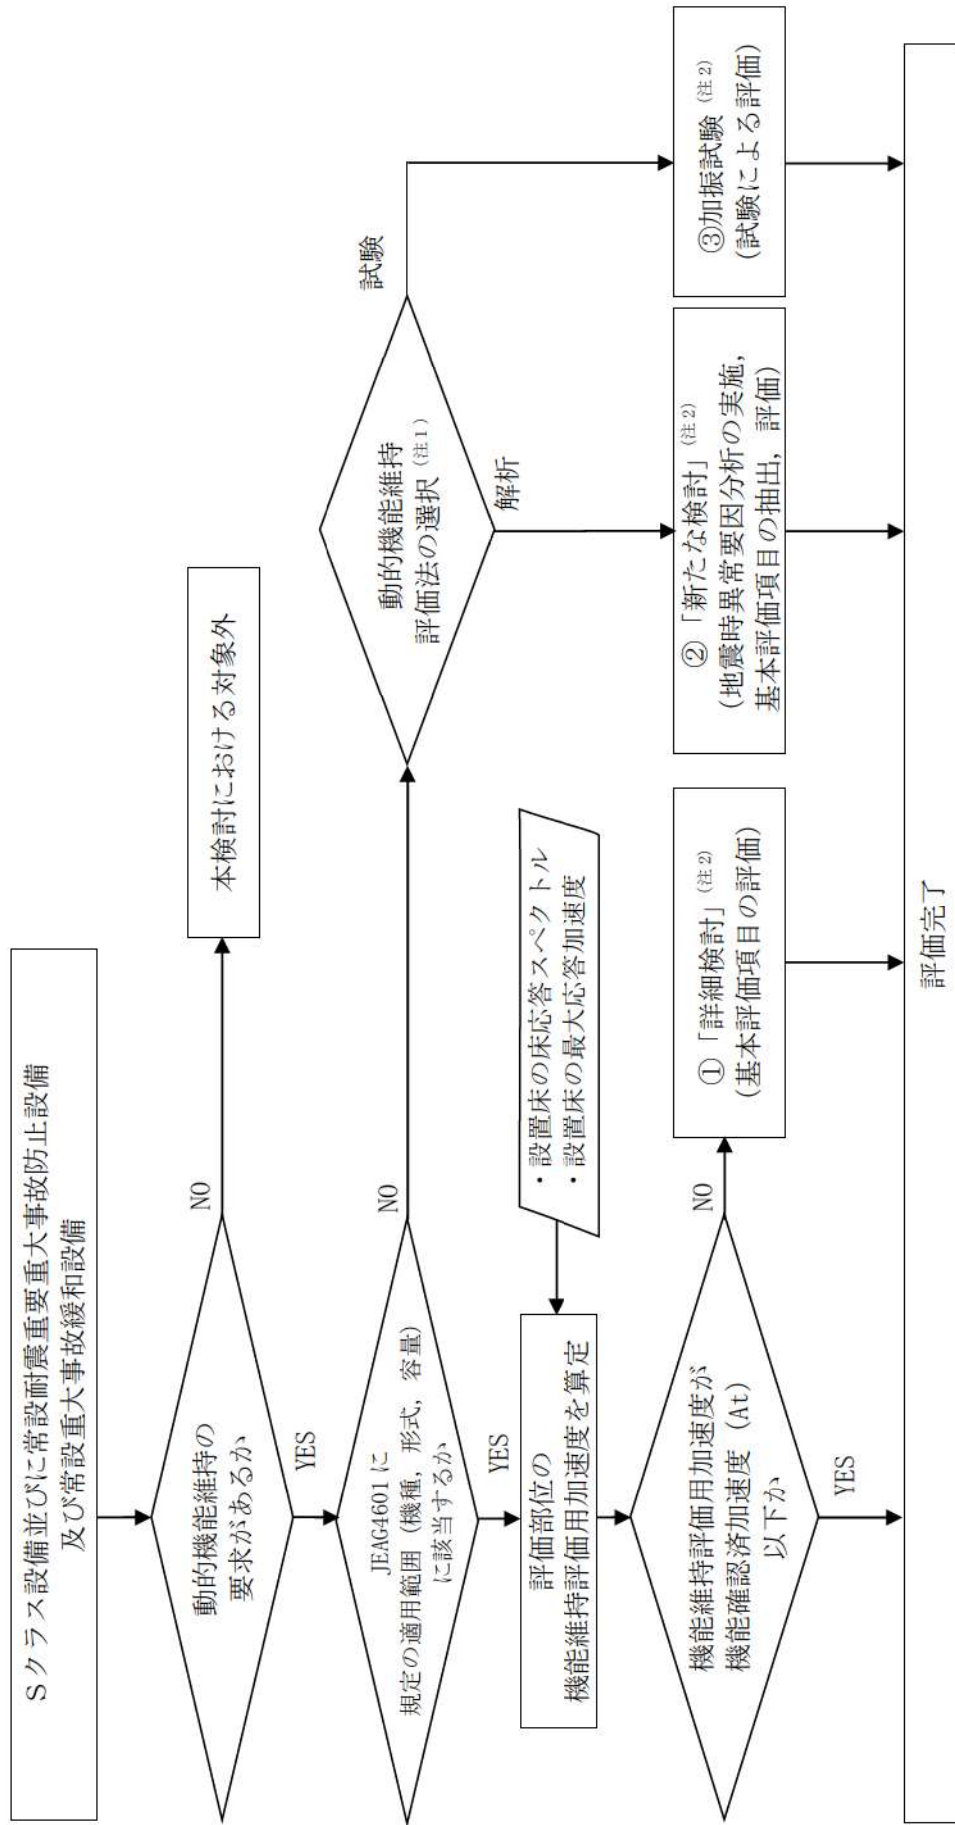 Sクラス設備並びに常設耐震重要重大事故防止設備
及び常設重大事故緩和設備
動的機能維持の
要求があるか
NO
本検討における対象外
YES
JEAG4601に
規定の適用範囲（機種，形式，容量）
に該当するか
NO
動的機能維持
評価法の選択（注1）
試験
解析
YES
・設置床の床応答スペクトル
・設置床の最大応答加速度
評価部位の
機能維持評価用加速度を算定
機能維持評価用加速度が
機能確認済加速度（At）
以下か
NO
①「詳細検討」（注2）
(基本評価項目の評価)
②「新たな検討」（注2）
(地震時異常要因分析の実施，
基本評価項目の抽出，評価)
③加振試験（注2）
(試験による評価)
YES
評価完了